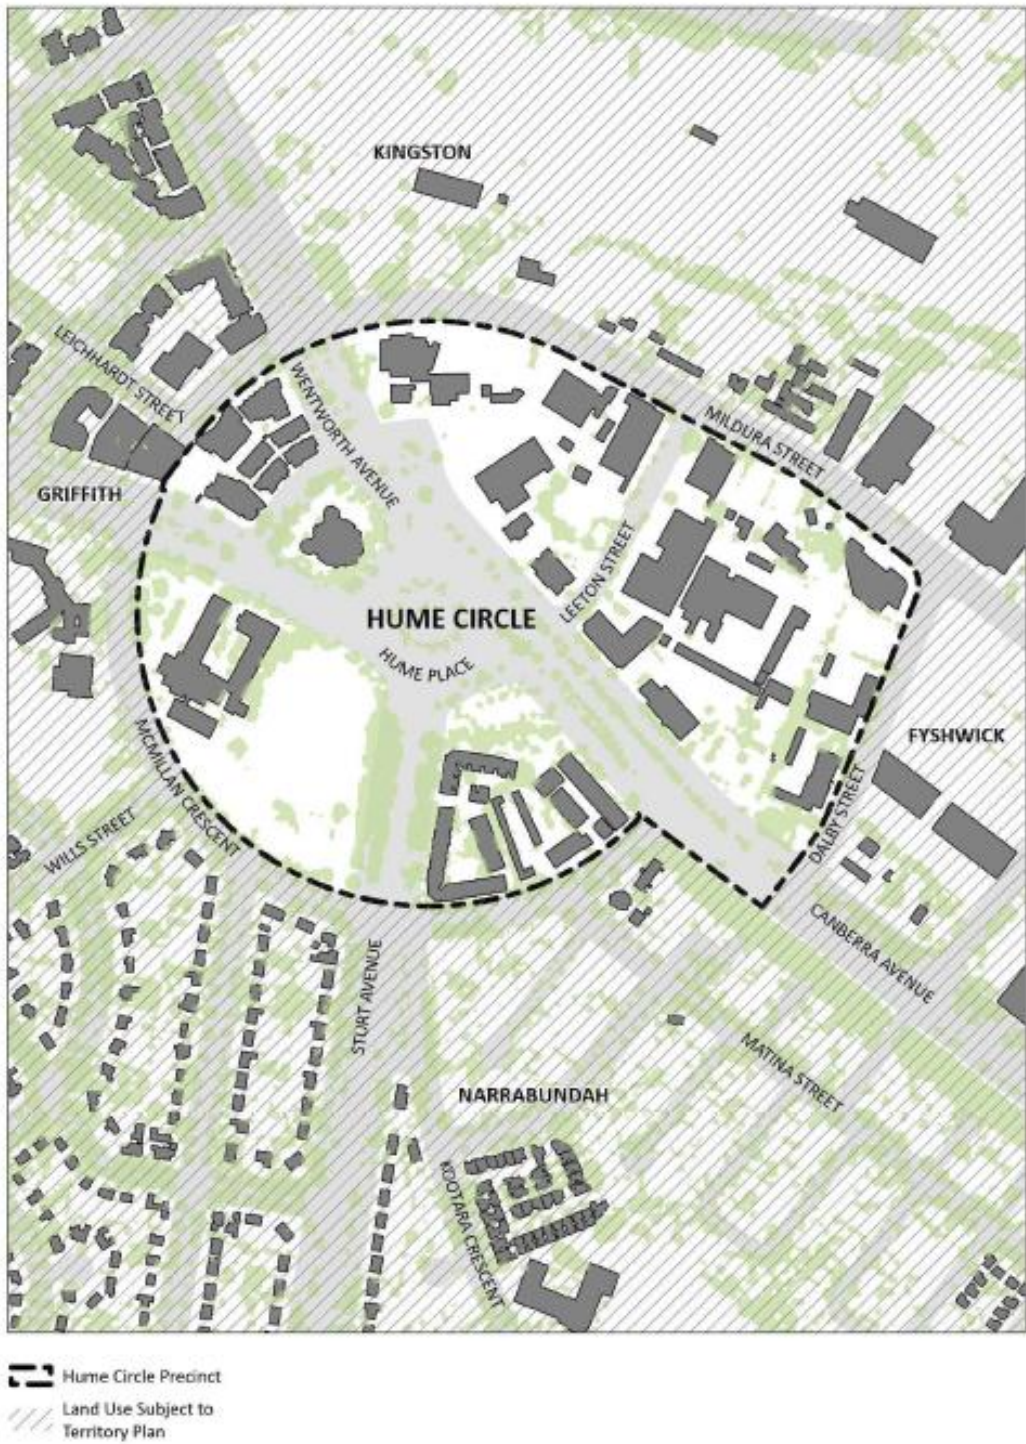 KINGSTON
LEICHHARDT STREET
WENTWORTH AVENUE
MILDURA STREET
GRIFFITH
LEETON STREET
HUME CIRCLE
HUME PLACE
FYSHWICK
MCMILLAN CRESCENT
DALBY STREET
WILLS STREET
CANBERRA AVENUE
STURT AVENUE
MATINA STREET
NARRABUNDAH
KOOTARA CRESCENT
Hume Circle Precinct
Land Use Subject to
Territory Plan